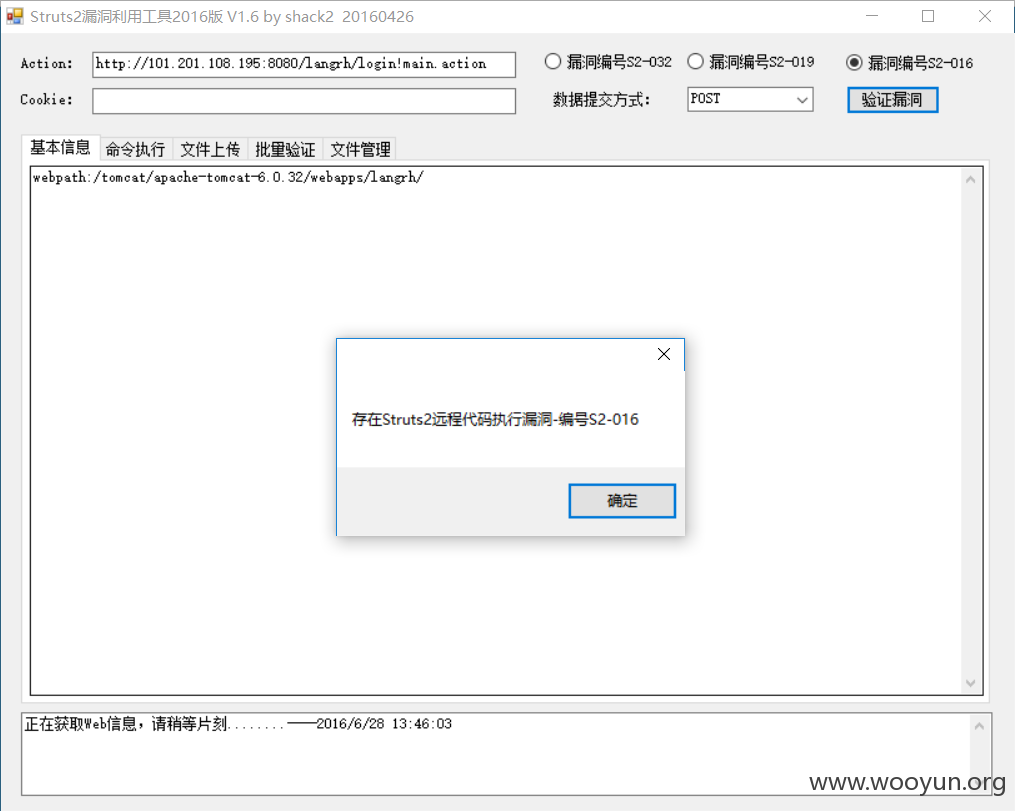 Struts2漏洞利用工具2016版 V1.6 by shack2 20160426
Action: http://101.201.108.195:8080/langrh/login!main.action 漏洞编号S2-032 漏洞编号S2-019 漏洞编号S2-016
Cookie: 数据提交方式: POST 验证漏洞
基本信息 命令执行 文件上传 批量验证 文件管理
webpath:/tomcat/apache-tomcat-6.0.32/webapps/langrh/
存在Struts2远程代码执行漏洞-编号S2-016
确定
正在获取Web信息，请稍等片刻........——2016/6/28 13:46:03
www.wooyun.org